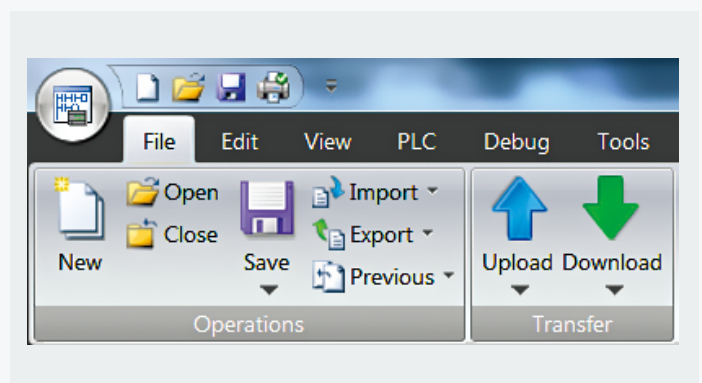 File Edit View PLC Debug Tools
New
Open
Close
Save
Import
Export
Previous
Upload Download
Operations
Transfer